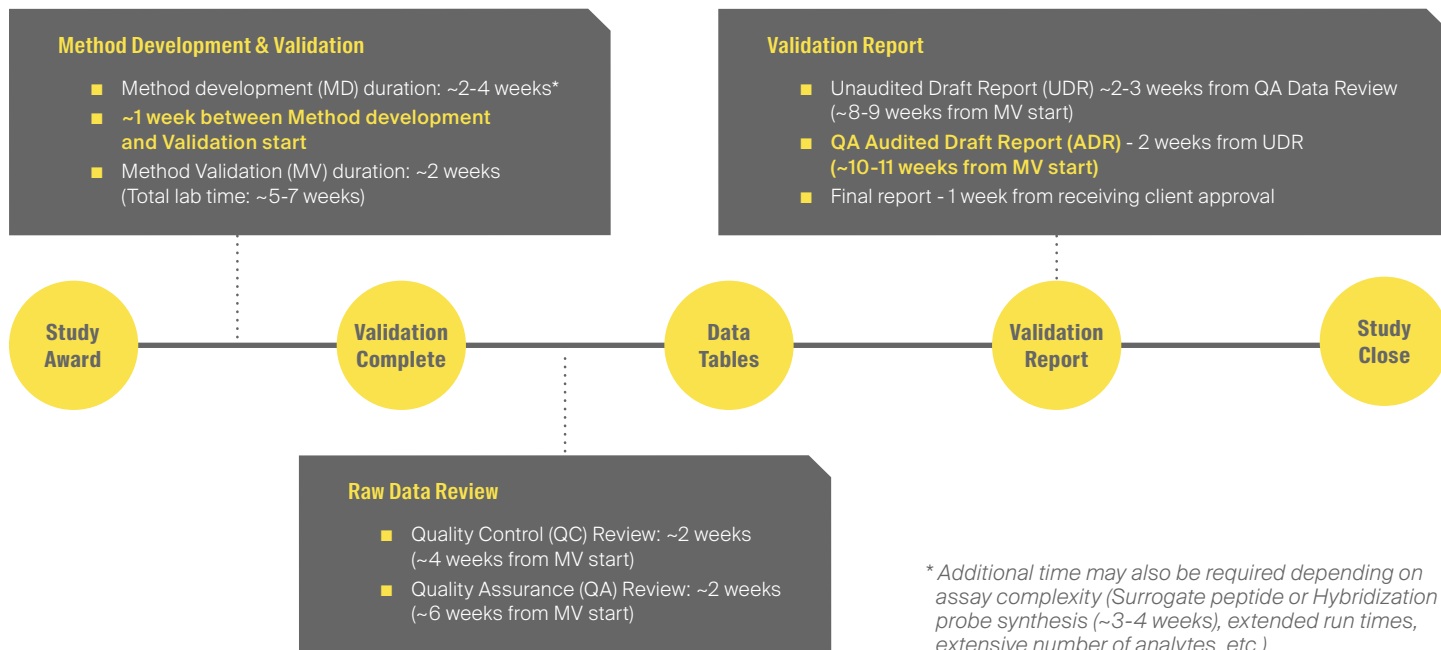 Method Development & Validation
■ Method development (MD) duration: ~2-4 weeks*
■ ~1 week between Method development
and Validation start
■ Method Validation (MV) duration: ~2 weeks
(Total lab time: ~5-7 weeks)
Validation Report
■ Unaudited Draft Report (UDR) ~2-3 weeks from QA Data Review
(~8-9 weeks from MV start)
■ QA Audited Draft Report (ADR) - 2 weeks from UDR
(~10-11 weeks from MV start)
■ Final report - 1 week from receiving client approval
Study
Award
Validation
Complete
Data
Tables
Validation
Report
Study
Close
Raw Data Review
■ Quality Control (QC) Review: ~2 weeks
(~4 weeks from MV start)
■ Quality Assurance (QA) Review: ~2 weeks
(~6 weeks from MV start)
* Additional time may also be required depending on
assay complexity (Surrogate peptide or Hybridization
probe synthesis (~3-4 weeks), extended run times,
extensive number of analytes, etc.)